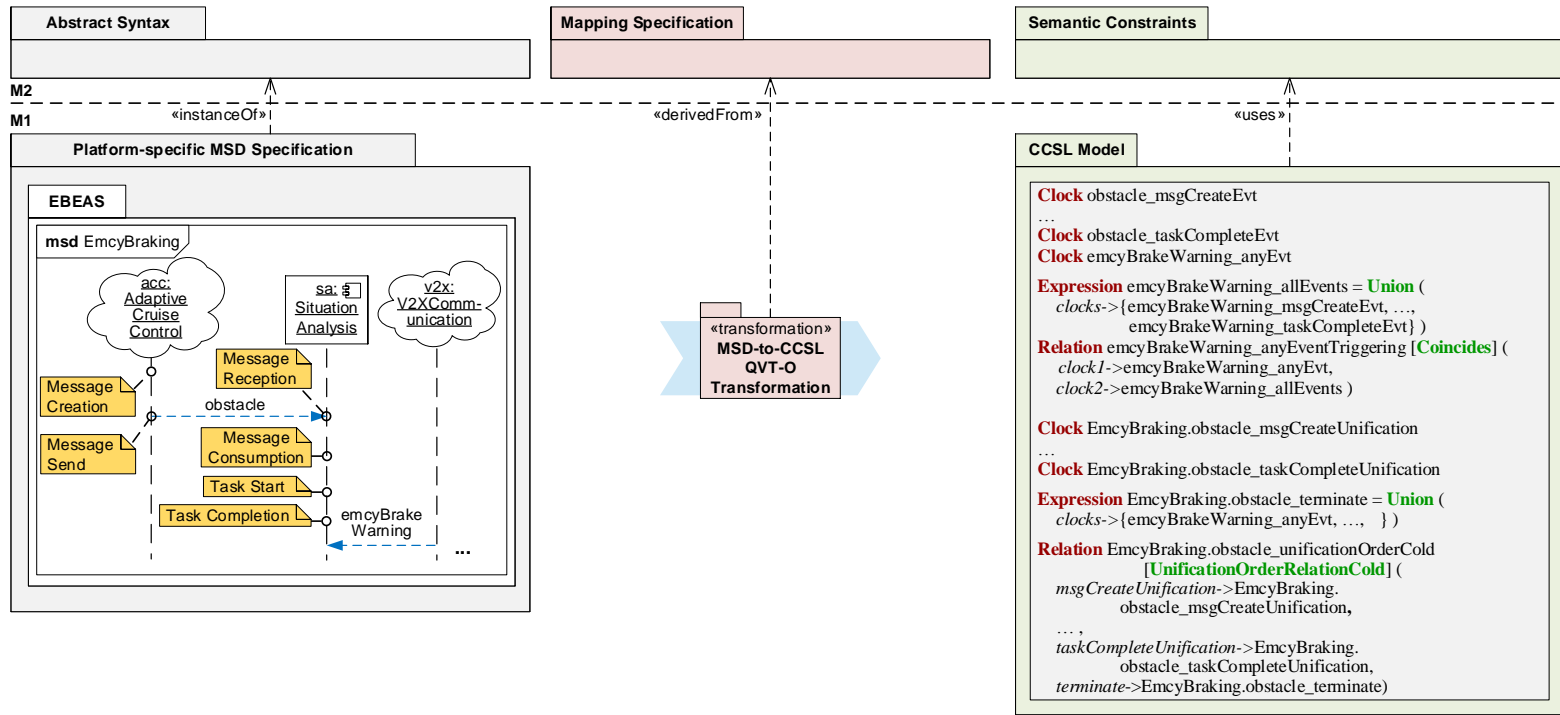 Abstract Syntax
Mapping Specification
Semantic Constraints
M2
M1
«instanceOf»
«derivedFrom»
«uses»
Platform-specific MSD Specification
EBEAS
msd EmcyBraking
acc:
Adaptive
Cruise
Control
sa:
Situation
Analysis
v2x:
V2XComm-
unication
Message
Creation
Message
Reception
obstacle
Message
Send
Message
Consumption
Task Start
Task Completion
emcyBrake
Warning
...
«transformation»
MSD-to-CCSL
QVT-O
Transformation
CCSL Model
Clock obstacle_msgCreateEvt
…
Clock obstacle_taskCompleteEvt
Clock emcyBrakeWarning_anyEvt
Expression emcyBrakeWarning_allEvents = Union (
clocks->{emcyBrakeWarning_msgCreateEvt, …,
emcyBrakeWarning_taskCompleteEvt} )
Relation emcyBrakeWarning_anyEventTriggering [Coincides] (
clock1->emcyBrakeWarning_anyEvt,
clock2->emcyBrakeWarning_allEvents )
Clock EmcyBraking.obstacle_msgCreateUnification
…
Clock EmcyBraking.obstacle_taskCompleteUnification
Expression EmcyBraking.obstacle_terminate = Union (
clocks->{emcyBrakeWarning_anyEvt, …, } )
Relation EmcyBraking.obstacle_unificationOrderCold
[UnificationOrderRelationCold] (
msgCreateUnification->EmcyBraking.
obstacle_msgCreateUnification,
… ,
taskCompleteUnification->EmcyBraking.
obstacle_taskCompleteUnification,
terminate->EmcyBraking.obstacle_terminate)